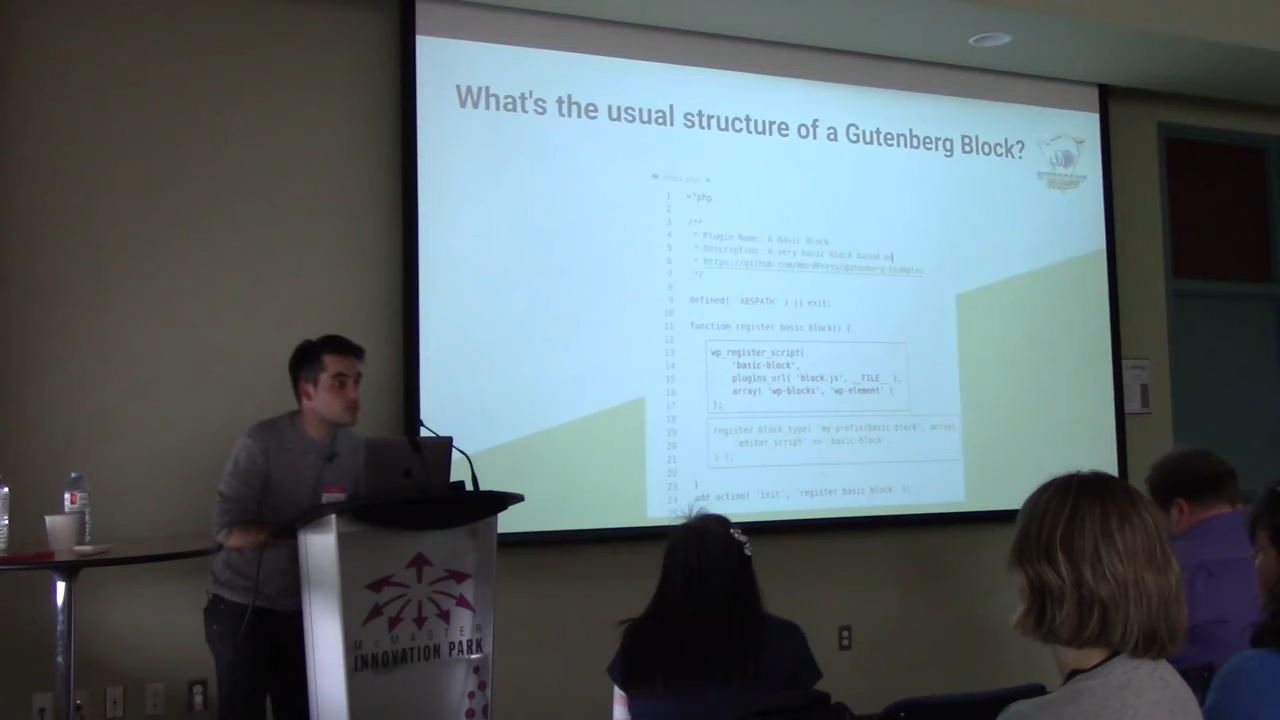 What's the usual structure of a Gutenberg Block?
1 <?php
2
3 /**
4 * Plugin Name: A Basic Block
5 * Description: A very basic block based on
6 * https://github.com/WordPress/gutenberg-examples
7 */
8
9 defined( 'ABSPATH' ) || exit;
10
11 function register_basic_block() {
12
13 wp_register_script(
14 'basic-block',
15 plugins_url( 'block.js', __FILE__ ),
16 array( 'wp-blocks', 'wp-element' )
17 );
18
19 register_block_type( 'my-prefix/basic-block', array(
20 'editor_script' => 'basic-block',
21 ) );
22
23 }
24 add_action( 'init', 'register_basic_block' );
McMASTER
INNOVATION PARK